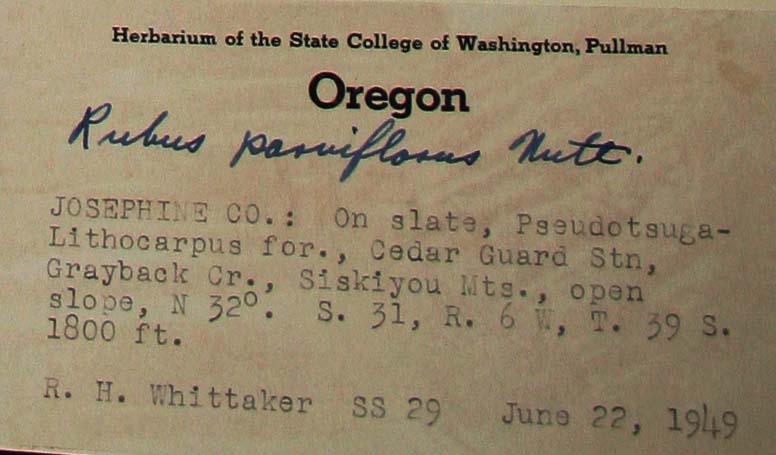 Herbarium of the State College of Washington, Pullman
Oregon
Rubus parviflorus Nutt.
JOSEPHINE CO.: On slate, Pseudotsuga-
Lithocarpus for., Cedar Guard Stn,
Grayback Cr., Siskiyou Mts., open
slope, N 32°. S. 31, R. 6 W, T. 39 S.
1800 ft.
R. H. Whittaker SS 29 June 22, 1949